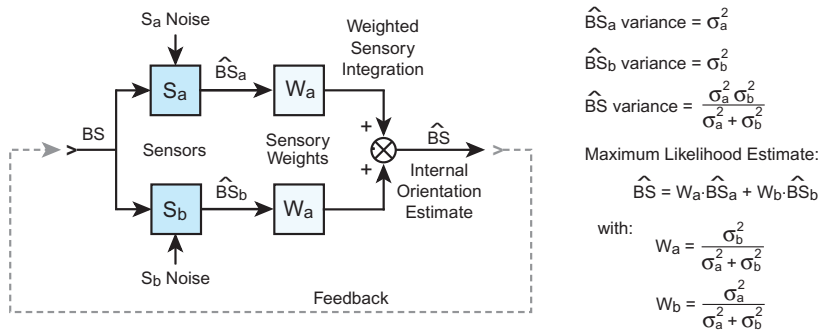 Sa Noise
Weighted
Sensory
Integration
B̂Sa
Sa
Wa
BS
Sensors
Sensory
Weights
+
+
B̂S
Internal
Orientation
Estimate
B̂Sb
Sb
Wa
Sb Noise
Feedback
B̂Sa variance = σa²
B̂Sb variance = σb²
B̂S variance = σa² σb² / σa² + σb²
Maximum Likelihood Estimate:
B̂S = Wa·B̂Sa + Wb·B̂Sb
with:
Wa = σb² / σa² + σb²
Wb = σa² / σa² + σb²